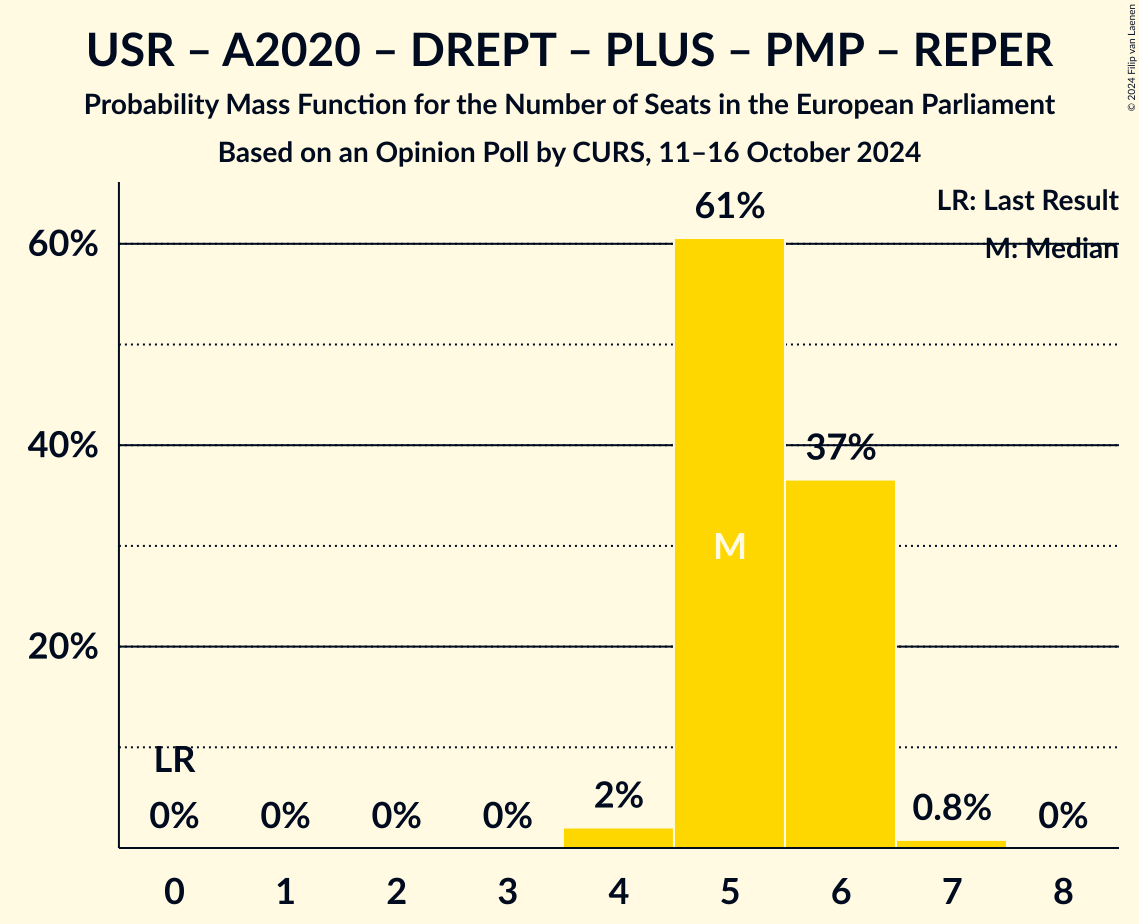 USR – A2020 – DREPT – PLUS – PMP – REPER
Probability Mass Function for the Number of Seats in the European Parliament
Based on an Opinion Poll by CURS, 11–16 October 2024
© 2024 Filip van Laenen
LR: Last Result
M: Median
61%
60%
40%
37%
M
20%
LR
0%
0%
0%
0%
2%
0.8%
0%
0 1 2 3 4 5 6 7 8